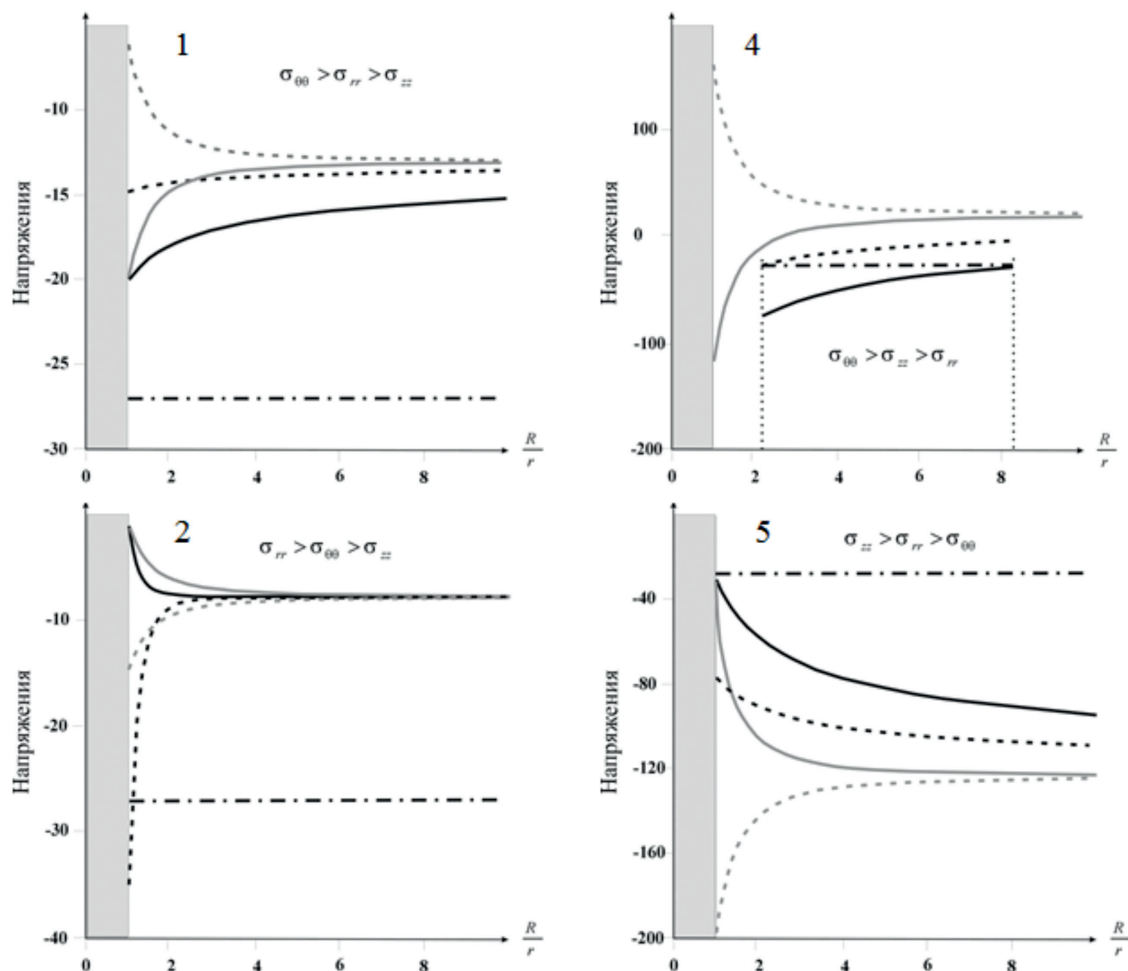 1
σθθ > σrr > σzz
Напряжения
-10
-15
-20
-25
-30
0 2 4 6 8
R/r
4
Напряжения
100
0
-100
-200
σθθ > σzz > σrr
0 2 4 6 8
R/r
2
σrr > σθθ > σzz
Напряжения
-10
-20
-30
-40
0 2 4 6 8
R/r
5
σzz > σrr > σθθ
Напряжения
-40
-80
-120
-160
-200
0 2 4 6 8
R/r